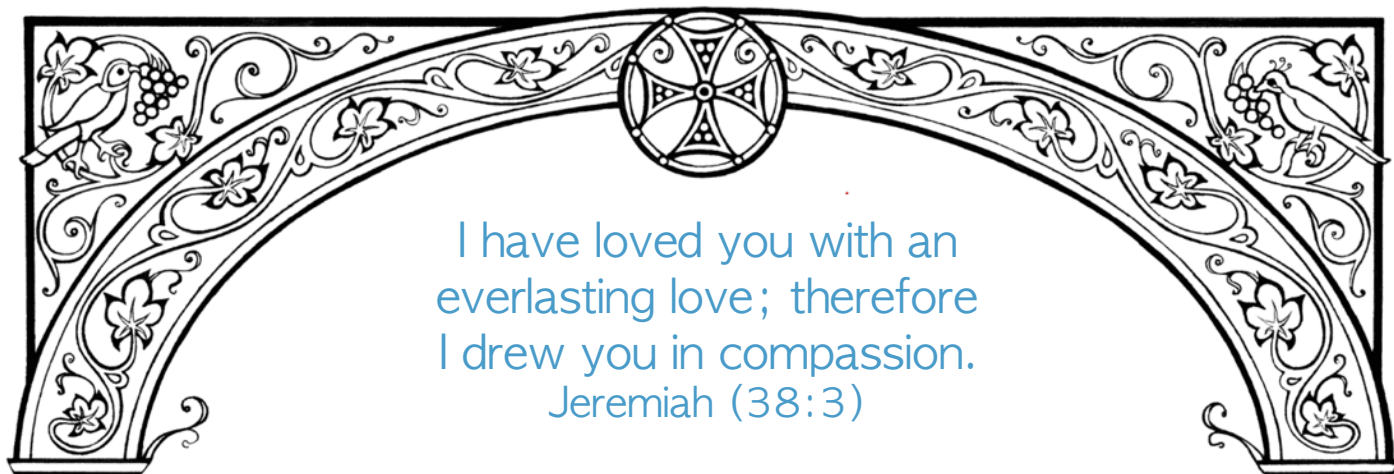 I have loved you with an
everlasting love; therefore
I drew you in compassion.
Jeremiah (38:3)